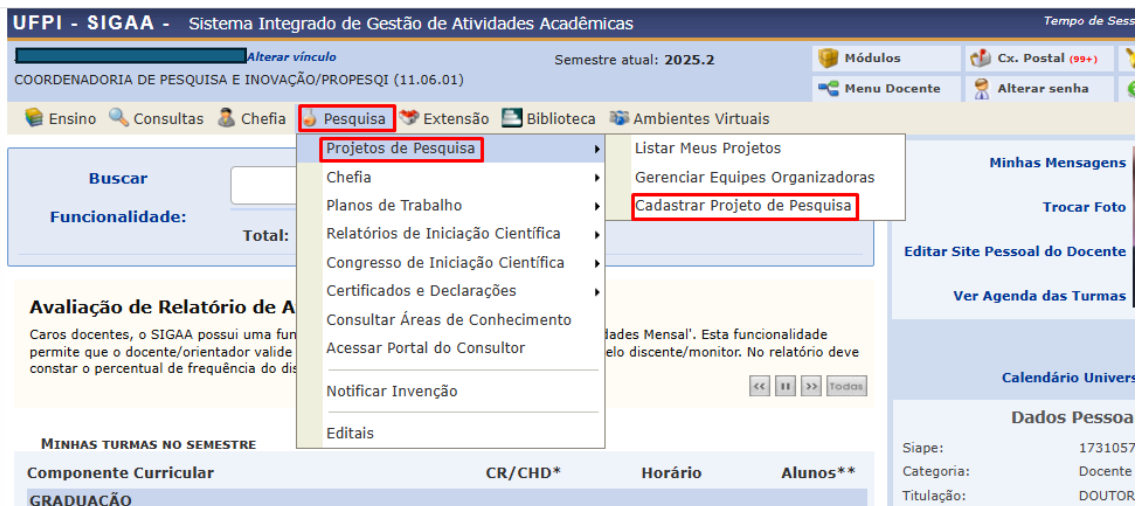 UFPI - SIGAA - Sistema Integrado de Gestão de Atividades Acadêmicas
Tempo de Sess
Alterar vínculo
Semestre atual: 2025.2
Módulos
Cx. Postal (99+)
COORDENADORIA DE PESQUISA E INOVAÇÃO/PROPESQI (11.06.01)
Menu Docente
Alterar senha
Ensino Consultas Chefia Pesquisa Extensão Biblioteca Ambientes Virtuais
Projetos de Pesquisa
Chefia
Planos de Trabalho
Relatórios de Iniciação Científica
Congresso de Iniciação Científica
Certificados e Declarações
Consultar Áreas de Conhecimento
Acessar Portal do Consultor
Notificar Invenção
Editais
Listar Meus Projetos
Gerenciar Equipes Organizadoras
Cadastrar Projeto de Pesquisa
Buscar
Funcionalidade:
Total:
Minhas Mensagens
Trocar Foto
Editar Site Pessoal do Docente
Ver Agenda das Turmas
Avaliação de Relatório de A
Caros docentes, o SIGAA possui uma fun
dades Mensal'. Esta funcionalidade
permite que o docente/orientador valide
elo discente/monitor. No relatório deve
constar o percentual de frequência do dis
<< II >> Todas
Calendário Univers
MINHAS TURMAS NO SEMESTRE
Componente Curricular CR/CHD* Horário Alunos**
GRADUAÇÃO
Dados Pessoa
Siape: 1731057
Categoria: Docente
Titulação: DOUTOR